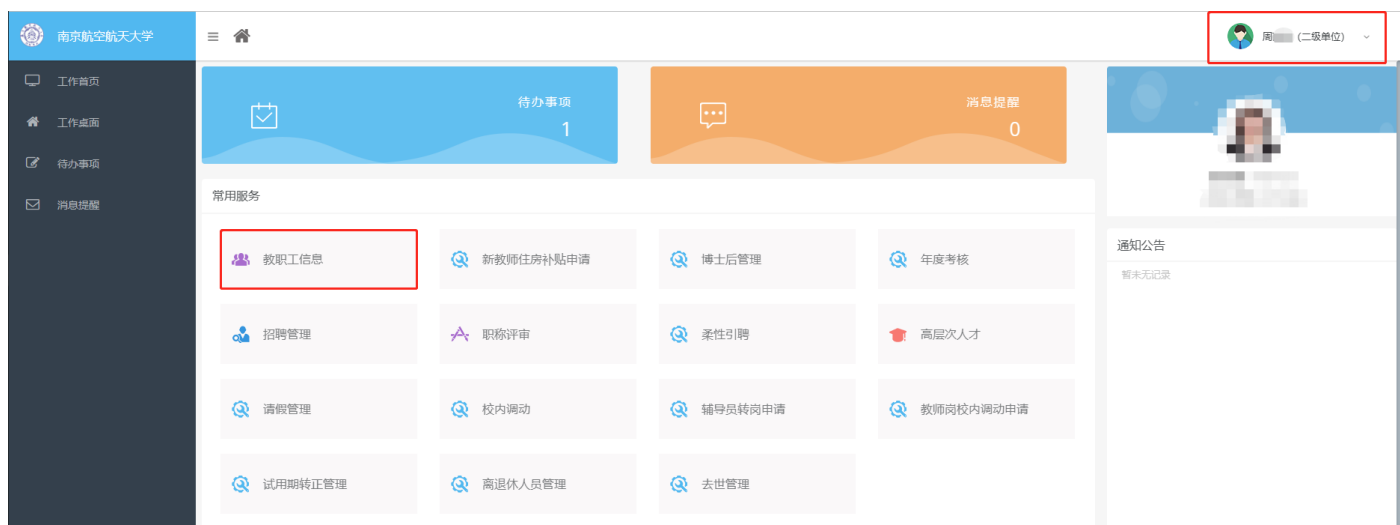 南京航空航天大学
周 (二级单位)
工作首页
工作桌面
待办事项
消息提醒
待办事项
1
消息提醒
0
常用服务
教职工信息
新教师住房补贴申请
博士后管理
年度考核
招聘管理
职称评审
柔性引聘
高层次人才
请假管理
校内调动
辅导员转岗申请
教师岗校内调动申请
试用期转正管理
离退休人员管理
去世管理
通知公告
暂未无记录